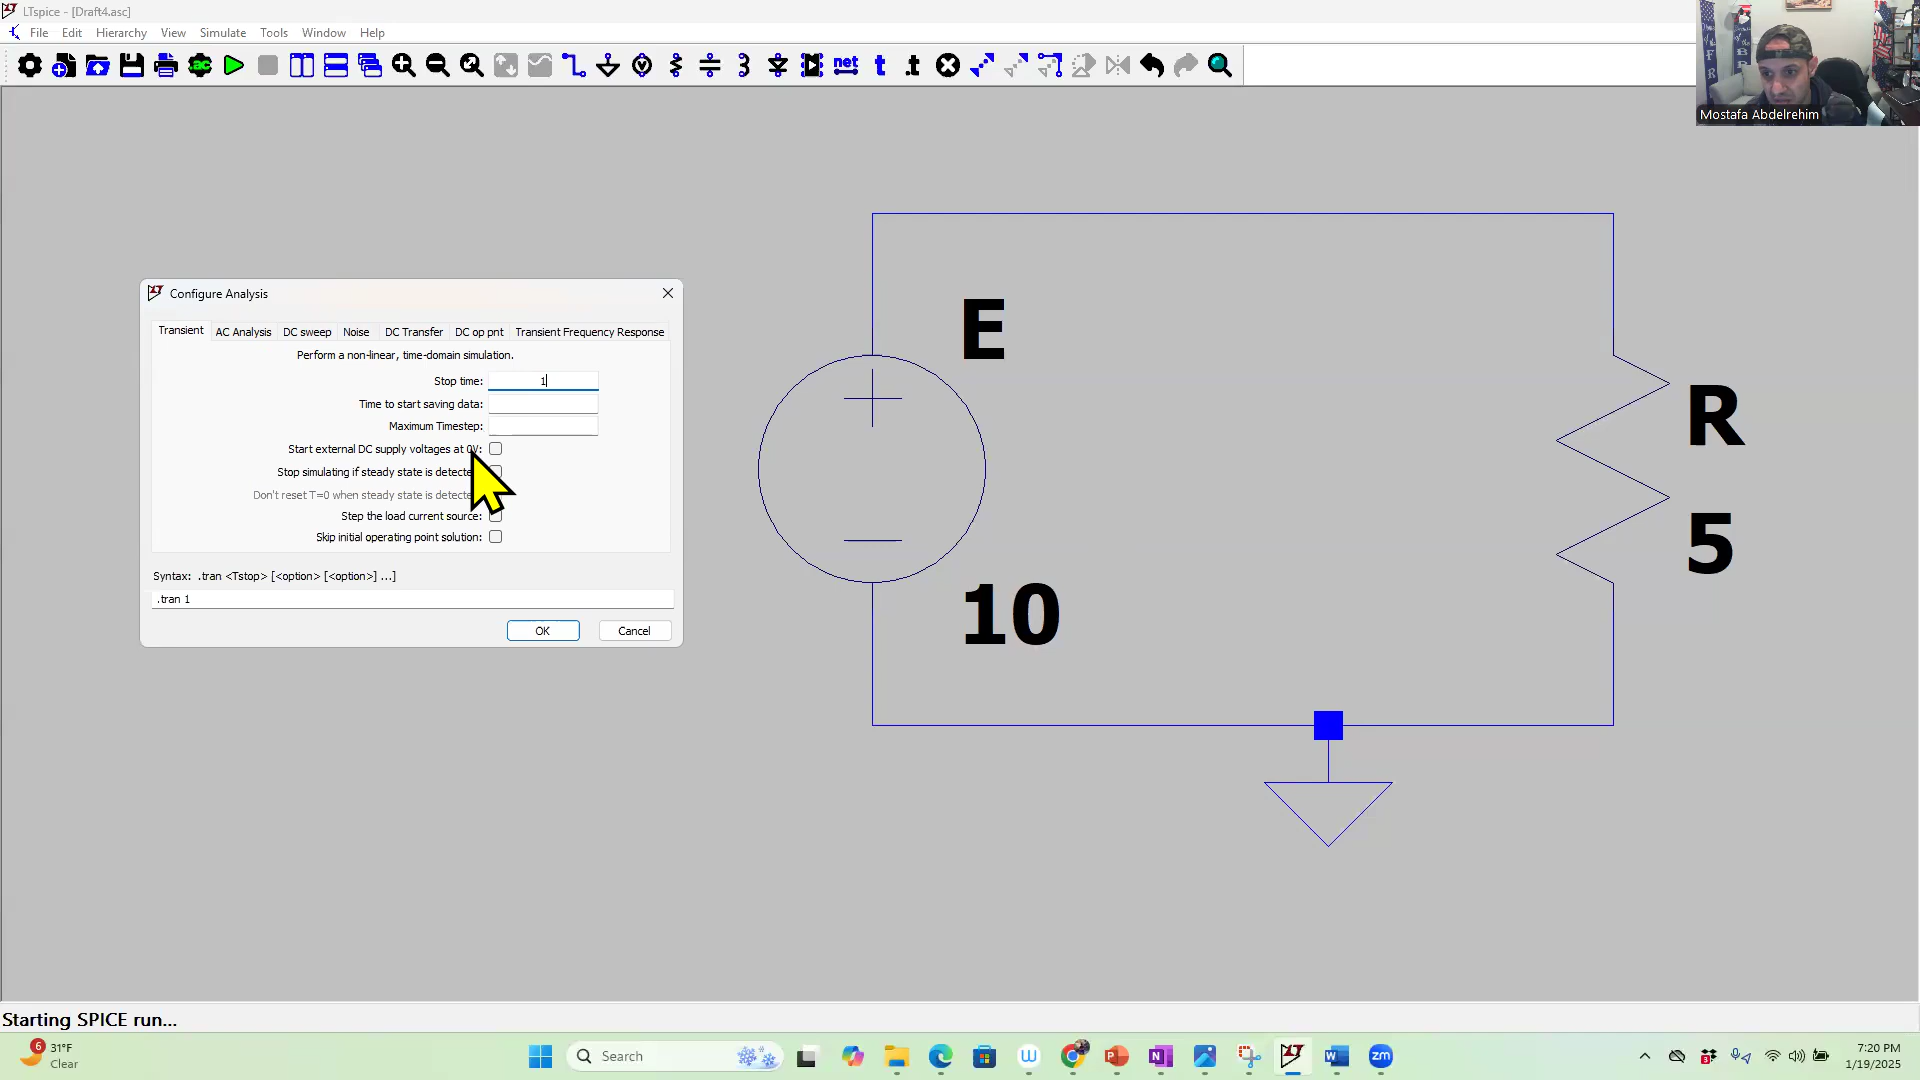 LTspice - [Draft4.asc]
File Edit Hierarchy View Simulate Tools Window Help
.ac net t .t
Mostafa Abdelrehim
Configure Analysis
Transient AC Analysis DC sweep Noise DC Transfer DC op pnt Transient Frequency Response
Perform a non-linear, time-domain simulation.
Stop time: 1
Time to start saving data:
Maximum Timestep:
Start external DC supply voltages at 0V:
Stop simulating if steady state is detecte
Don't reset T=0 when steady state is detecte
Step the load current source:
Skip initial operating point solution:
Syntax: .tran <Tstop> [<option> [<option>] ...]
.tran 1
OK Cancel
E
10
R
5
Starting SPICE run...
6 31°F
Clear
Search
zm
7:20 PM
1/19/2025